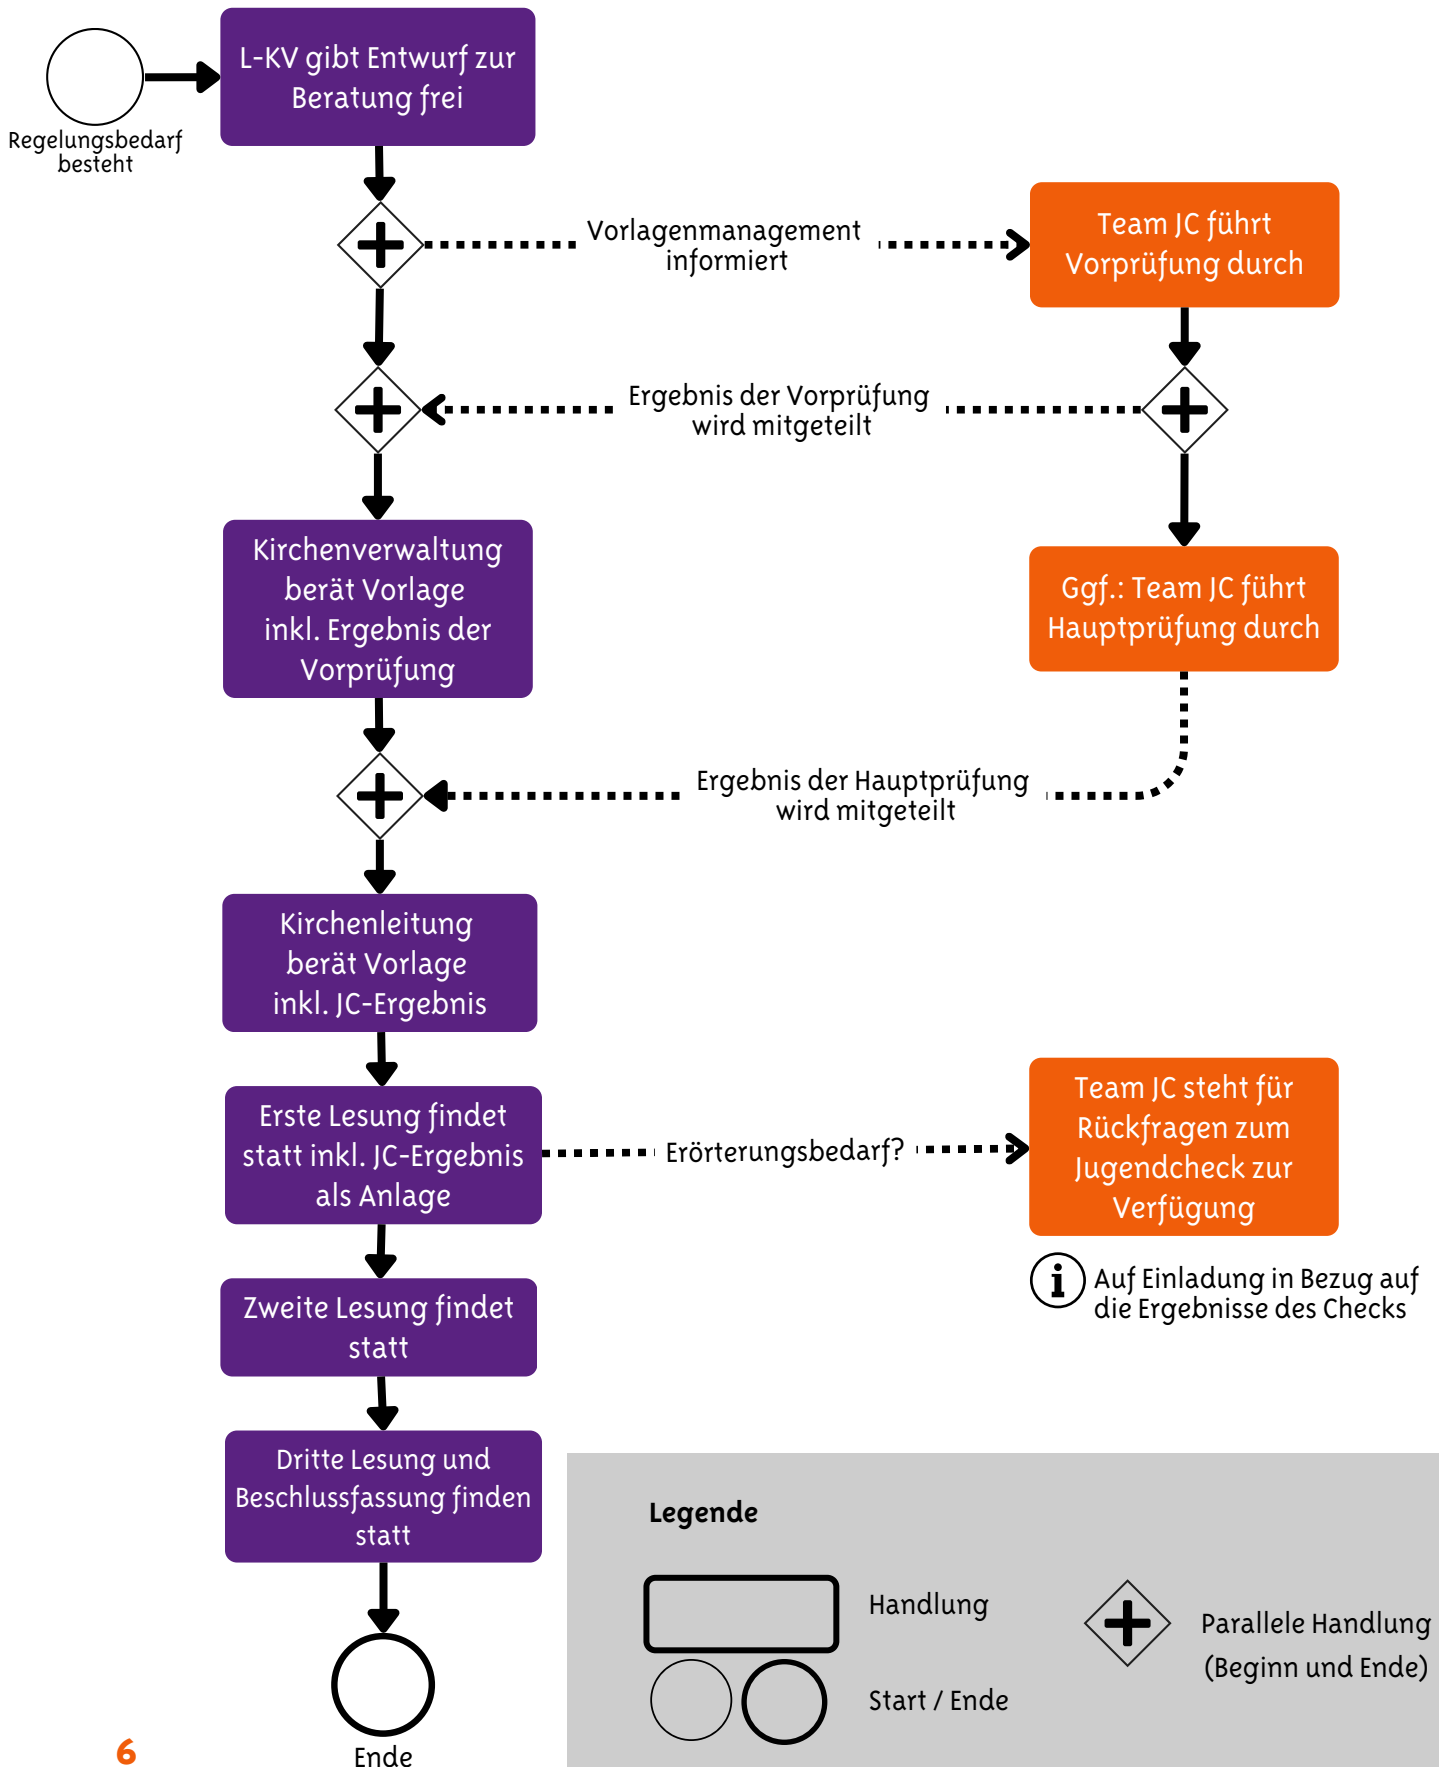 L-KV gibt Entwurf zur
Beratung frei
Regelungsbedarf
besteht
Vorlagenmanagement
informiert
Team JC führt
Vorprüfung durch
Ergebnis der Vorprüfung
wird mitgeteilt
Kirchenverwaltung
berät Vorlage
inkl. Ergebnis der
Vorprüfung
Ggf.: Team JC führt
Hauptprüfung durch
Ergebnis der Hauptprüfung
wird mitgeteilt
Kirchenleitung
berät Vorlage
inkl. JC-Ergebnis
Erste Lesung findet
statt inkl. JC-Ergebnis
als Anlage
Erörterungsbedarf?
Team JC steht für
Rückfragen zum
Jugendcheck zur
Verfügung
i
Auf Einladung in Bezug auf
die Ergebnisse des Checks
Zweite Lesung findet
statt
Dritte Lesung und
Beschlussfassung finden
statt
Ende
Legende
Handlung
Start / Ende
Parallele Handlung
(Beginn und Ende)
6